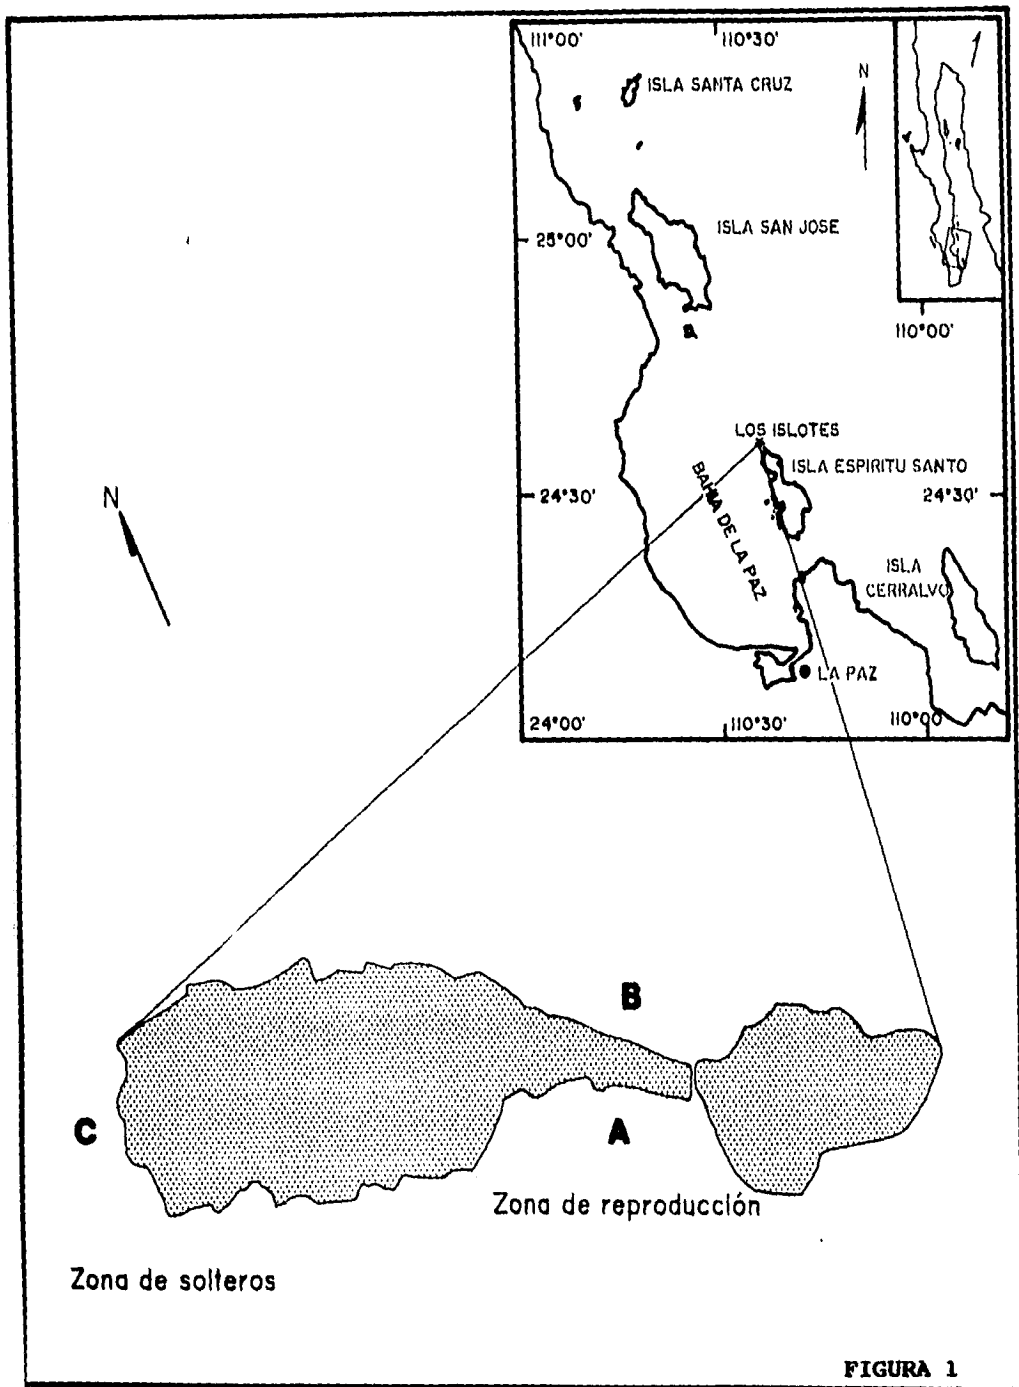 111°00'
110°30'
N
ISLA SANTA CRUZ
ISLA SAN JOSE
25°00'
110°00'
LOS ISLOTES
ISLA ESPIRITU SANTO
BAHIA DE LA PAZ
24°30'
24°30'
ISLA
CERRALVO
LA PAZ
24°00'
110°30'
110°00'
N
B
C
A
Zona de reproducción
Zona de solteros
FIGURA 1